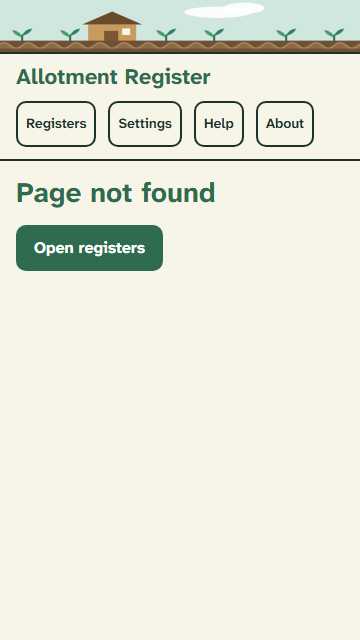 Allotment Register
Registers
Settings
Help
About
Page not found
Open registers